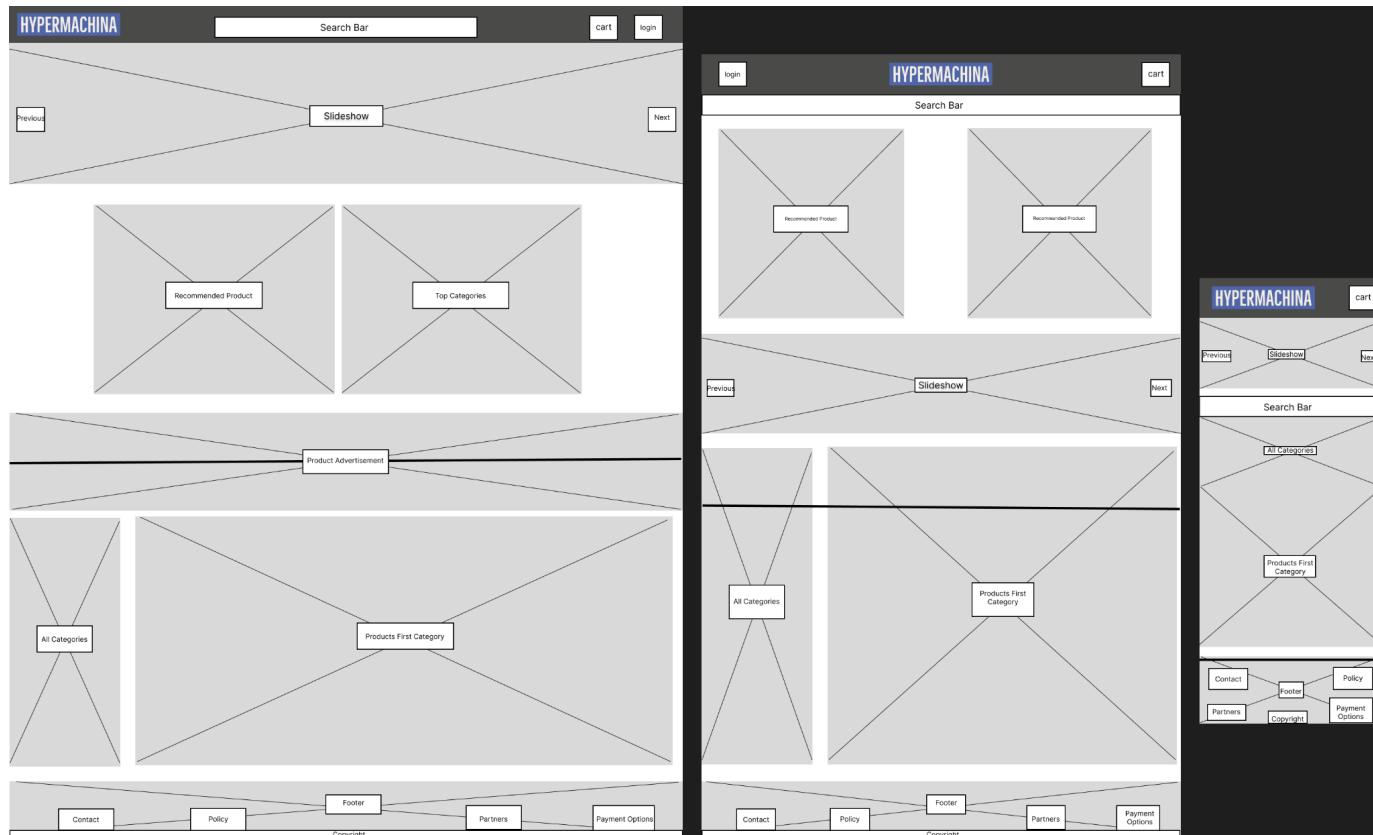 HYPERMACHINA
Search Bar
cart
login
Previous
Slideshow
Next
Recommended Product
Top Categories
Product Advertisement
All Categories
Products First Category
Footer
Contact
Policy
Partners
Payment Options
Copyright
login
HYPERMACHINA
cart
Search Bar
Recommended Product
Recommended Product
Previous
Slideshow
Next
All Categories
Products First
Category
Footer
Contact
Policy
Partners
Payment
Options
Copyright
HYPERMACHINA
cart
Previous
Slideshow
Search Bar
All Categories
Products First
Category
Contact
Policy
Footer
Partners
Copyright
Payment
Options